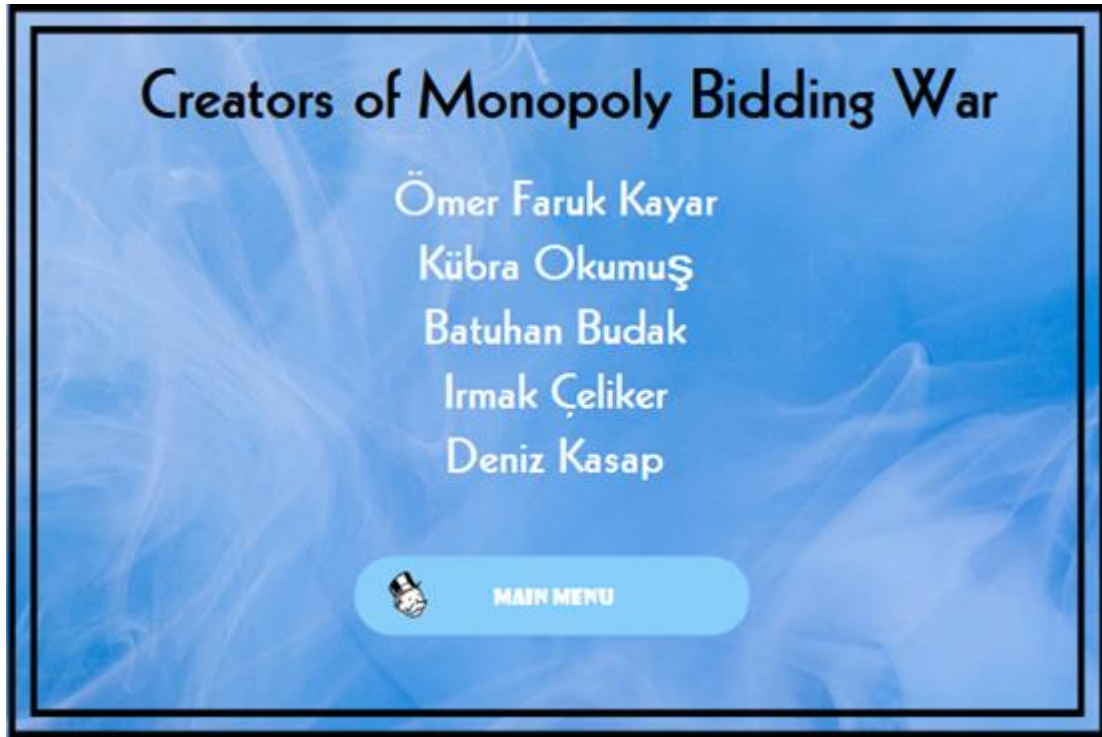 Creators of Monopoly Bidding War
Ömer Faruk Kayar
Kübra Okumuş
Batuhan Budak
Irmak Çeliker
Deniz Kasap
MAIN MENU